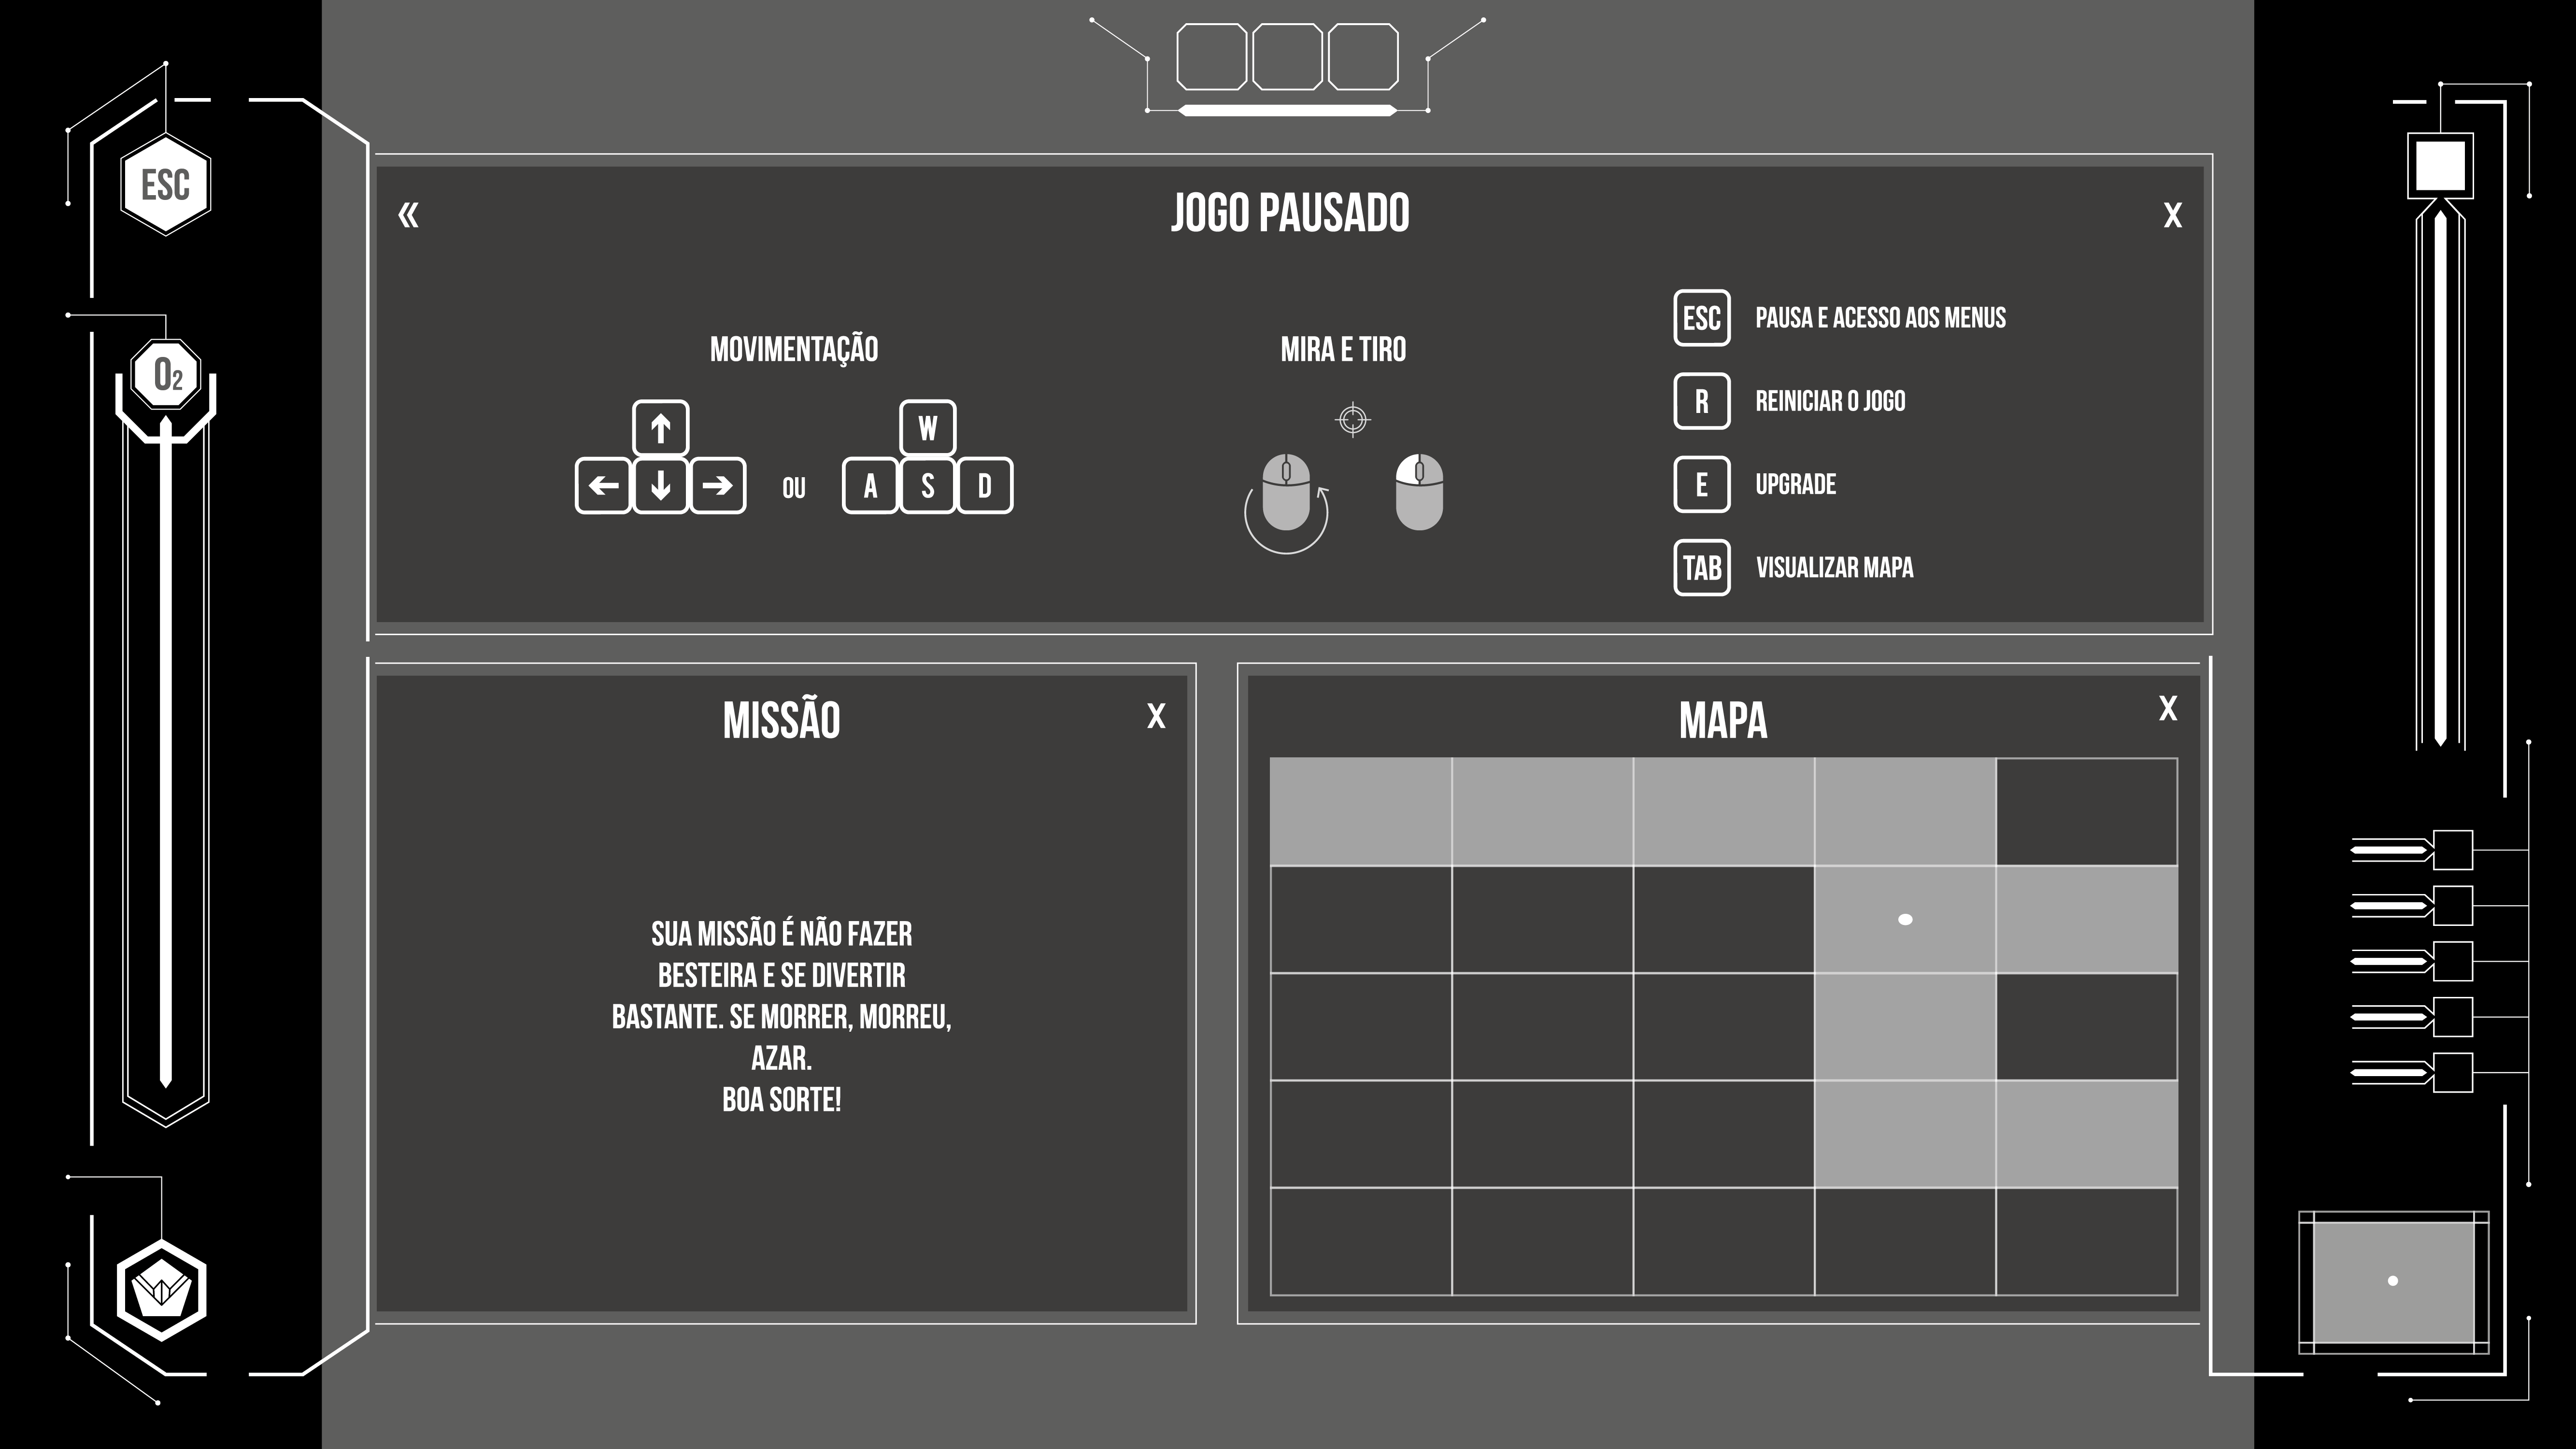 ESC
O2
«
JOGO PAUSADO
X
MOVIMENTAÇÃO
OU
W
A S D
MIRA E TIRO
ESC PAUSA E ACESSO AOS MENUS
R REINICIAR O JOGO
E UPGRADE
TAB VISUALIZAR MAPA
MISSÃO
X
SUA MISSÃO É NÃO FAZER
BESTEIRA E SE DIVERTIR
BASTANTE. SE MORRER, MORREU,
AZAR.
BOA SORTE!
MAPA
X